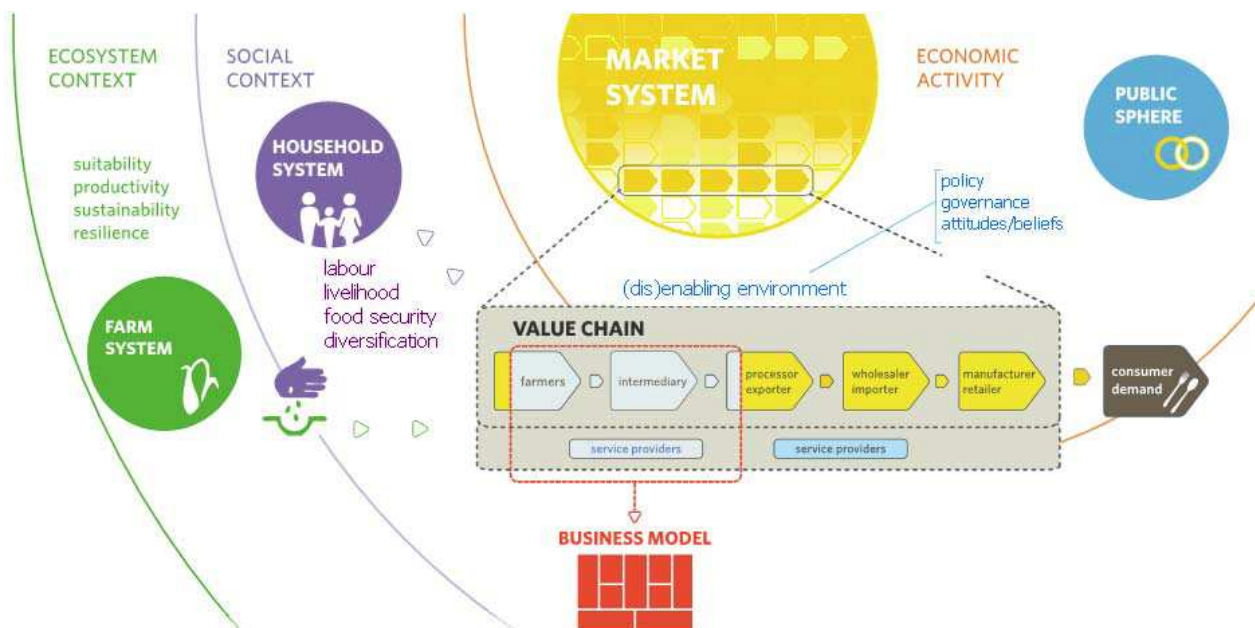 ECOSYSTEM
CONTEXT
suitability
productivity
sustainability
resilience
FARM
SYSTEM
SOCIAL
CONTEXT
HOUSEHOLD
SYSTEM
labour
livelihood
food security
diversification
MARKET
SYSTEM
ECONOMIC
ACTIVITY
PUBLIC
SPHERE
policy
governance
attitudes/beliefs
(dis)enabling environment
VALUE CHAIN
farmers
intermediary
processor
exporter
wholesaler
importer
manufacturer
retailer
consumer
demand
service providers
service providers
BUSINESS MODEL